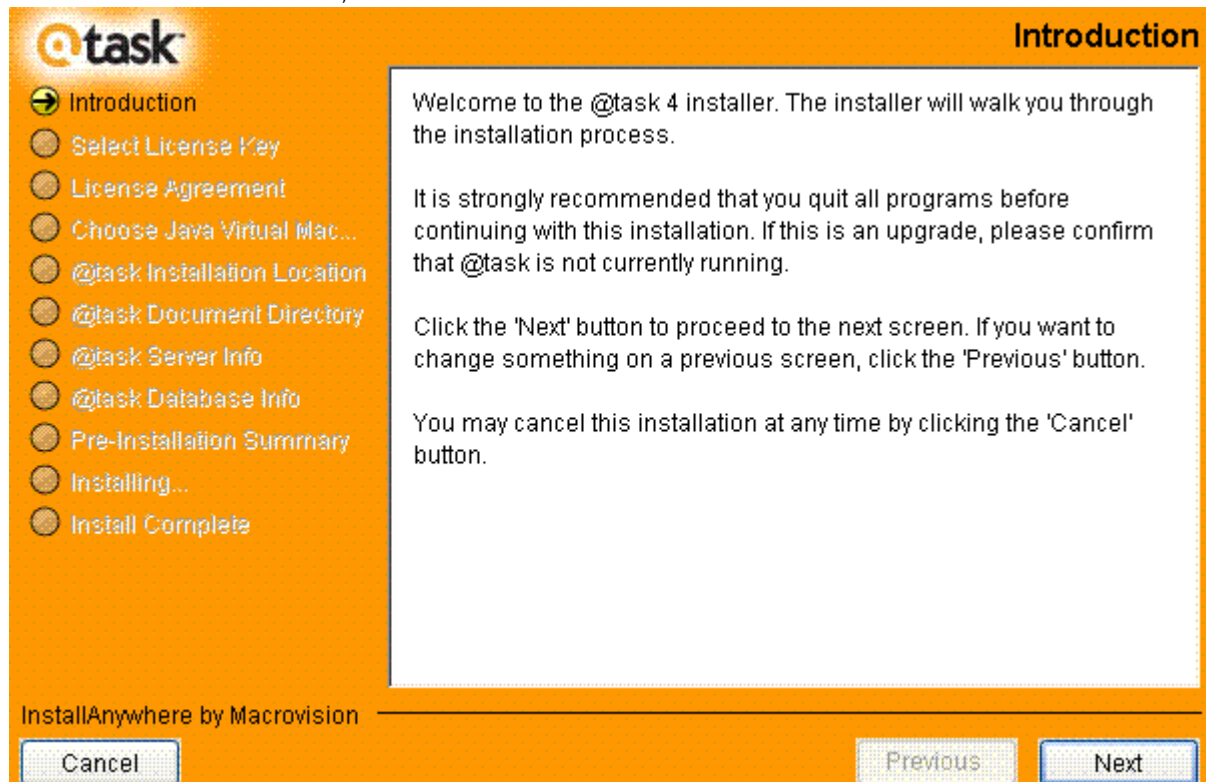 @task
Introduction
Introduction
Select License Key
License Agreement
Choose Java Virtual Mac...
@task Installation Location
@task Document Directory
@task Server Info
@task Database Info
Pre-Installation Summary
Installing...
Install Complete
Welcome to the @task 4 installer. The installer will walk you through
the installation process.
It is strongly recommended that you quit all programs before
continuing with this installation. If this is an upgrade, please confirm
that @task is not currently running.
Click the 'Next' button to proceed to the next screen. If you want to
change something on a previous screen, click the 'Previous' button.
You may cancel this installation at any time by clicking the 'Cancel'
button.
InstallAnywhere by Macrovision
Cancel
Previous
Next